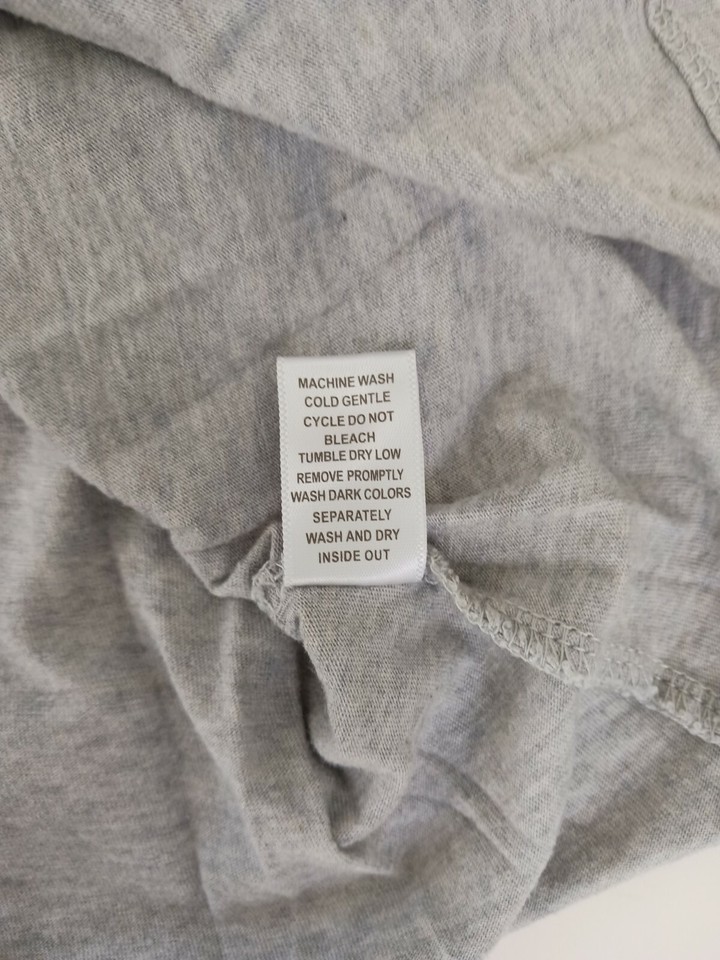 MACHINE WASH
COLD GENTLE
CYCLE DO NOT
BLEACH
TUMBLE DRY LOW
REMOVE PROMPTLY
WASH DARK COLORS
SEPARATELY
WASH AND DRY
INSIDE OUT